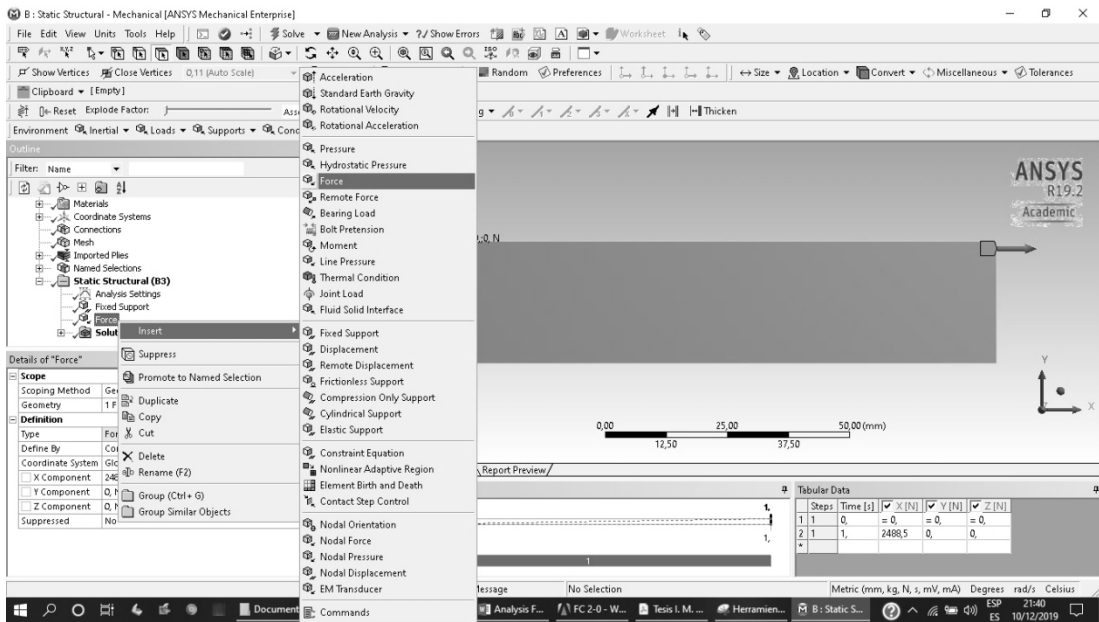 B : Static Structural - Mechanical [ANSYS Mechanical Enterprise]
File Edit View Units Tools Help Solve New Analysis ?/ Show Errors Worksheet
Show Vertices Close Vertices 0,11 (Auto Scale) Random Preferences Size Location Convert Miscellaneous Tolerances
Clipboard [Empty]
Reset Explode Factor: Thicken
Environment Inertial Loads Supports
Outline
Filter: Name
Materials
Coordinate Systems
Connections
Mesh
Imported Plies
Named Selections
Static Structural (B3)
Analysis Settings
Fixed Support
Force
Solut
Insert
Suppress
Promote to Named Selection
Duplicate
Copy
Cut
Delete
Rename (F2)
Group (Ctrl+ G)
Group Similar Objects
Acceleration
Standard Earth Gravity
Rotational Velocity
Rotational Acceleration
Pressure
Hydrostatic Pressure
Force
Remote Force
Bearing Load
Bolt Pretension
Moment
Line Pressure
Thermal Condition
Joint Load
Fluid Solid Interface
Fixed Support
Displacement
Remote Displacement
Frictionless Support
Compression Only Support
Cylindrical Support
Elastic Support
Constraint Equation
Nonlinear Adaptive Region
Element Birth and Death
Contact Step Control
Nodal Orientation
Nodal Force
Nodal Pressure
Nodal Displacement
EM Transducer
Commands
Details of "Force"
Scope
Scoping Method
Geometry 1 F
Definition
Type
Define By
Coordinate System
X Component
Y Component
Z Component
Suppressed No
ANSYS
R19.2
Academic
Y
X
0,00 25,00 50,00 (mm)
12,50 37,50
Report Preview
1,
1,
1
Tabular Data
Steps Time [s] X [N] Y [N] Z [N]
1 1 0, = 0, = 0, = 0,
2 1 1, 2488,5 0, 0,
*
No Selection Metric (mm, kg, N, s, mV, mA) Degrees rad/s Celsius
Document Analysis F... FC 2-0 - W... Tesis I. M. ... Herramien... B : Static S... ESP ES 21:40 10/12/2019